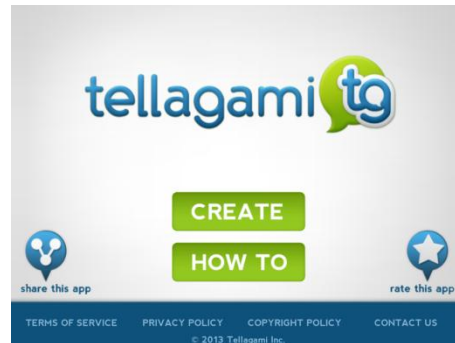 tellagami tg
CREATE
HOW TO
share this app
rate this app
TERMS OF SERVICE PRIVACY POLICY COPYRIGHT POLICY CONTACT US
© 2013 Tellagami Inc.